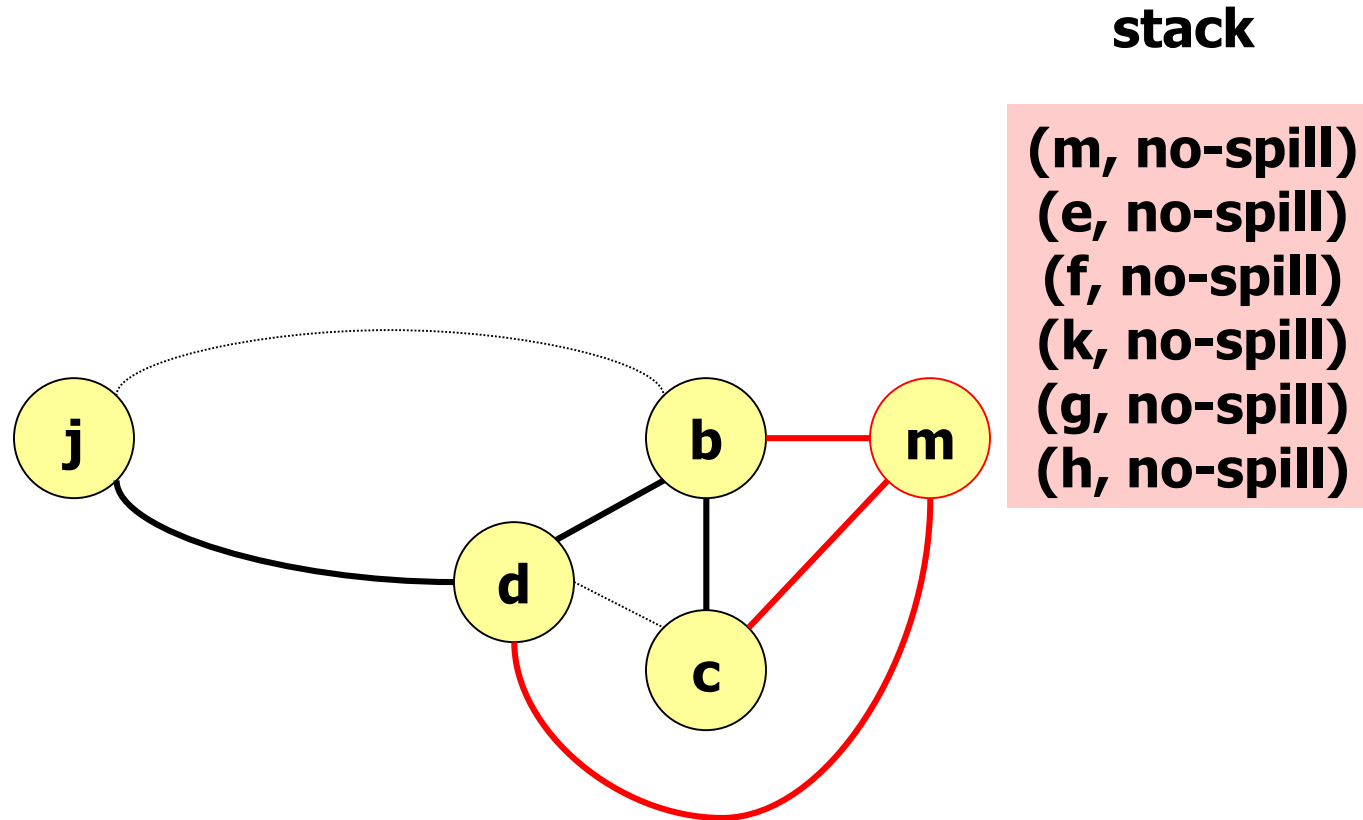 stack
(m, no-spill)
(e, no-spill)
(f, no-spill)
(k, no-spill)
(g, no-spill)
(h, no-spill)
j
b
m
d
c